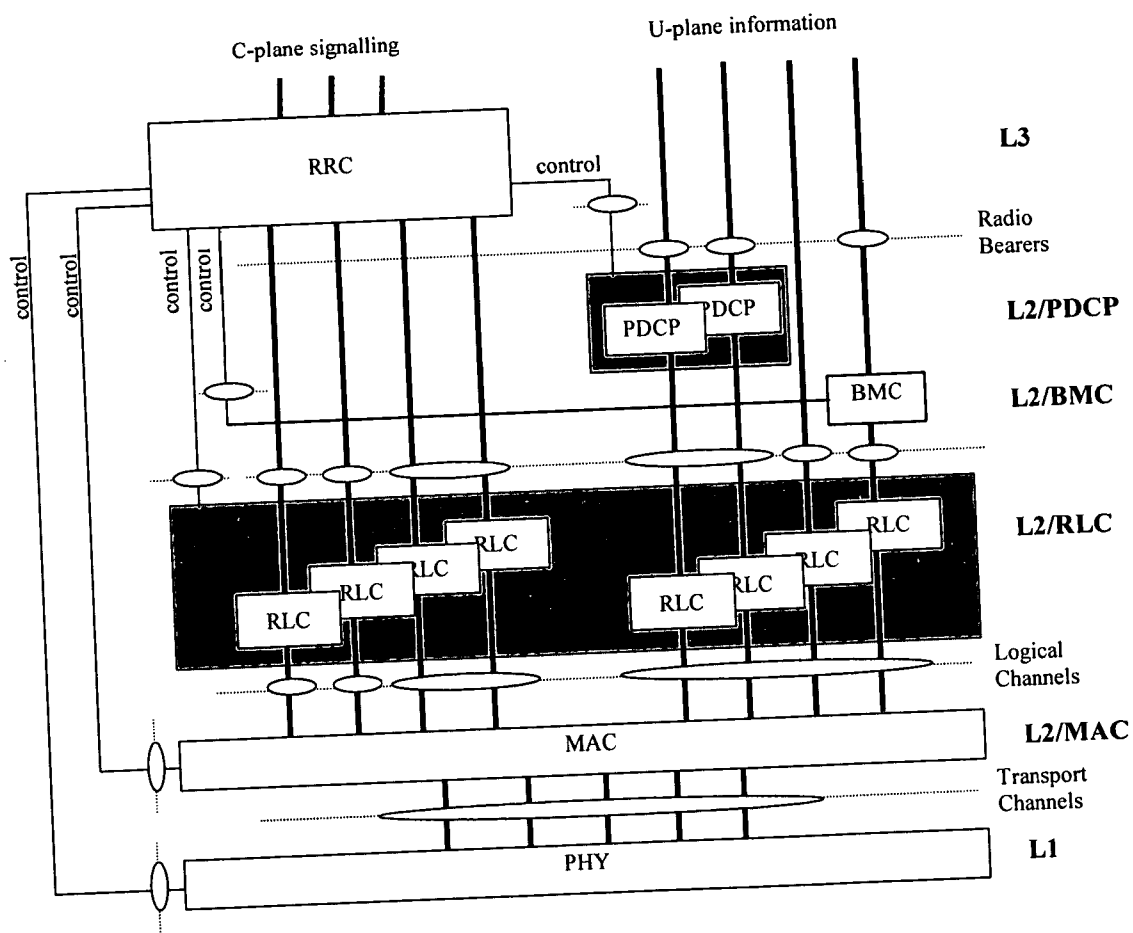 C-plane signalling
U-plane information
RRC
control
L3
Radio
Bearers
control
control
control
control
PDCP
PDCP
L2/PDCP
BMC
L2/BMC
RLC
RLC
RLC
RLC
RLC
RLC
RLC
RLC
L2/RLC
Logical
Channels
MAC
L2/MAC
Transport
Channels
PHY
L1